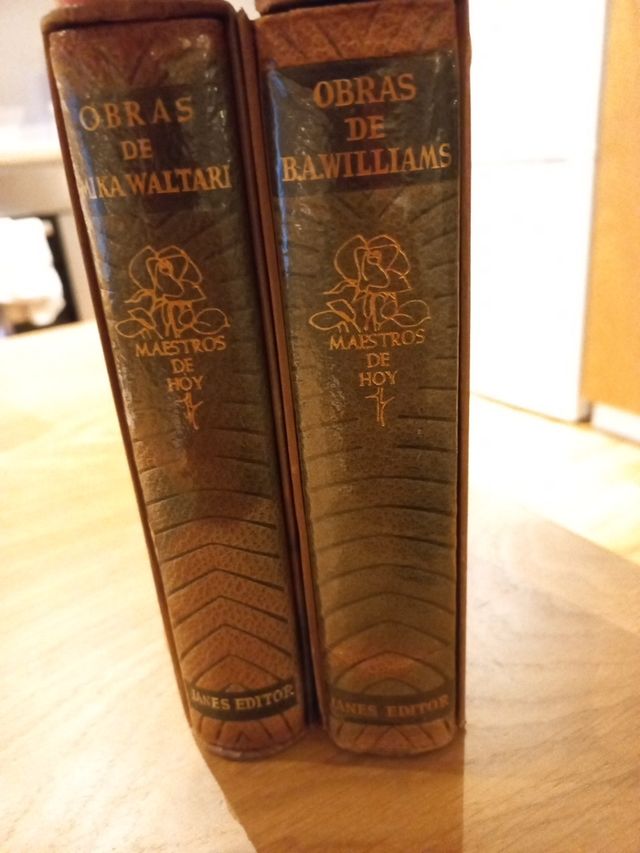 OBRAS
DE
MIKA WALTARI
MAESTROS
DE
HOY
JANES EDITOR
OBRAS
DE
B.A.WILLIAMS
MAESTROS
DE
HOY
JANES EDITOR